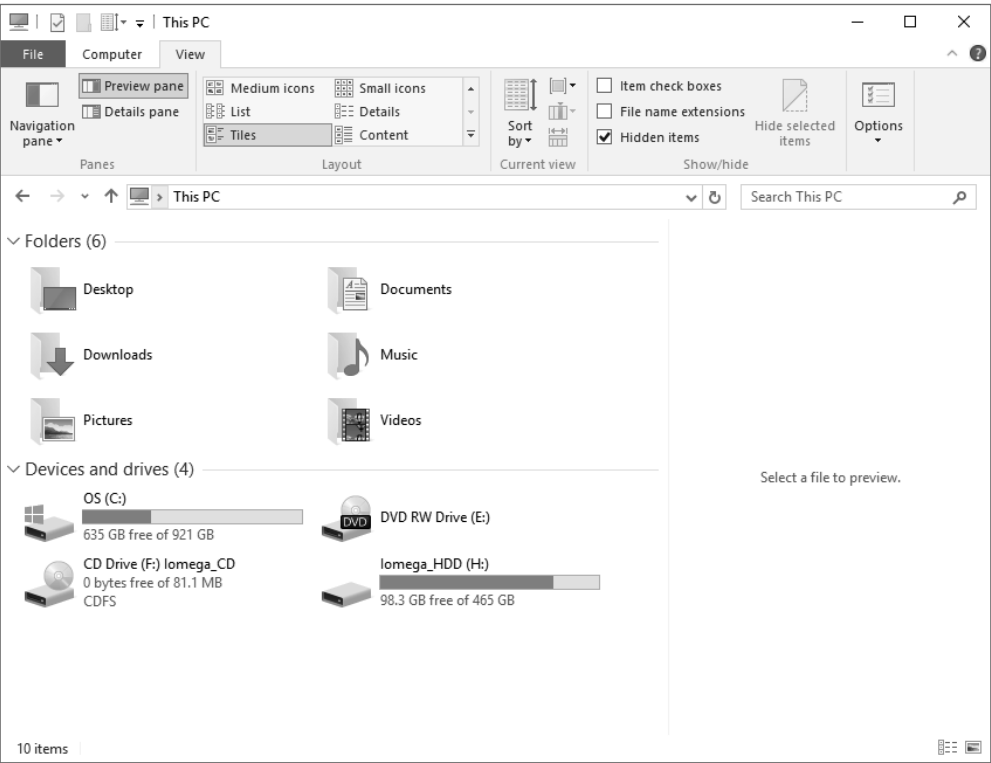 This PC
File Computer View
Preview pane
Details pane
Navigation pane
Panes
Medium icons Small icons
List Details
Tiles Content
Layout
Sort by
Current view
Item check boxes
File name extensions
Hidden items
Hide selected items
Show/hide
Options
This PC
Search This PC
Folders (6)
Desktop Documents
Downloads Music
Pictures Videos
Devices and drives (4)
OS (C:)
635 GB free of 921 GB
DVD
DVD RW Drive (E:)
CD Drive (F:) Iomega_CD
0 bytes free of 81.1 MB
CDFS
Iomega_HDD (H:)
98.3 GB free of 465 GB
Select a file to preview.
10 items